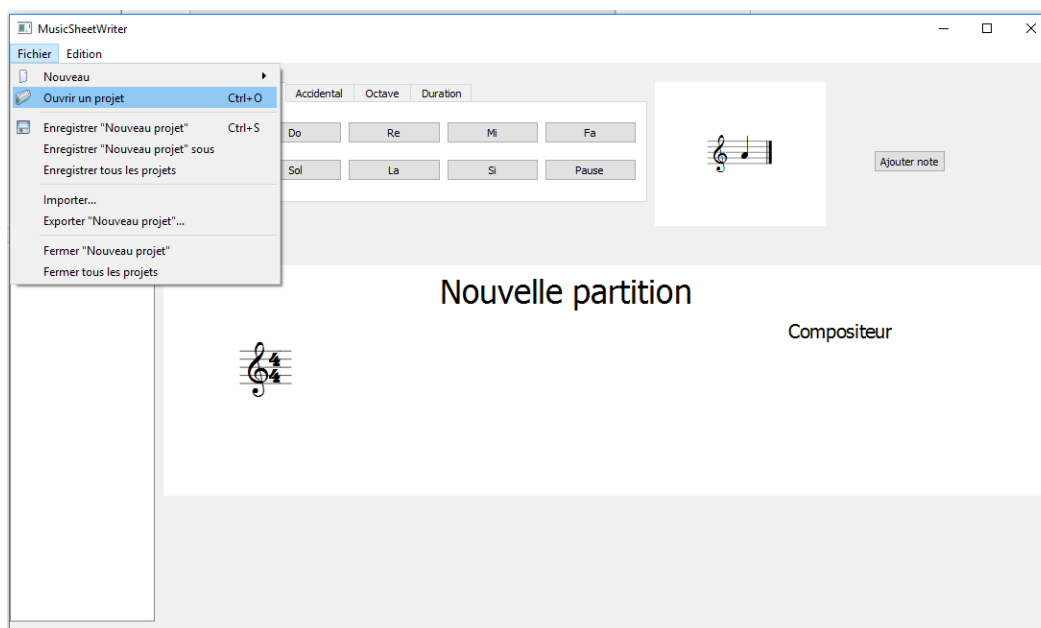 MusicSheetWriter
Fichier Edition
Nouveau
Ouvrir un projet Ctrl+O
Enregistrer "Nouveau projet" Ctrl+S
Enregistrer "Nouveau projet" sous
Enregistrer tous les projets
Importer...
Exporter "Nouveau projet"...
Fermer "Nouveau projet"
Fermer tous les projets
Accidental Octave Duration
Do Re Mi Fa
Sol La Si Pause
Ajouter note
Nouvelle partition
Compositeur
4
4